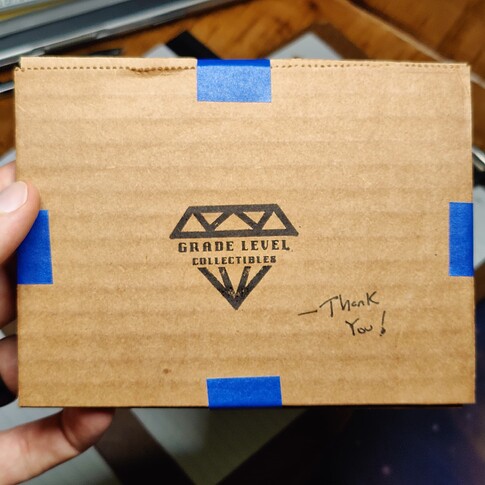 GRADE LEVEL
COLLECTIBLES
— Thank
You!